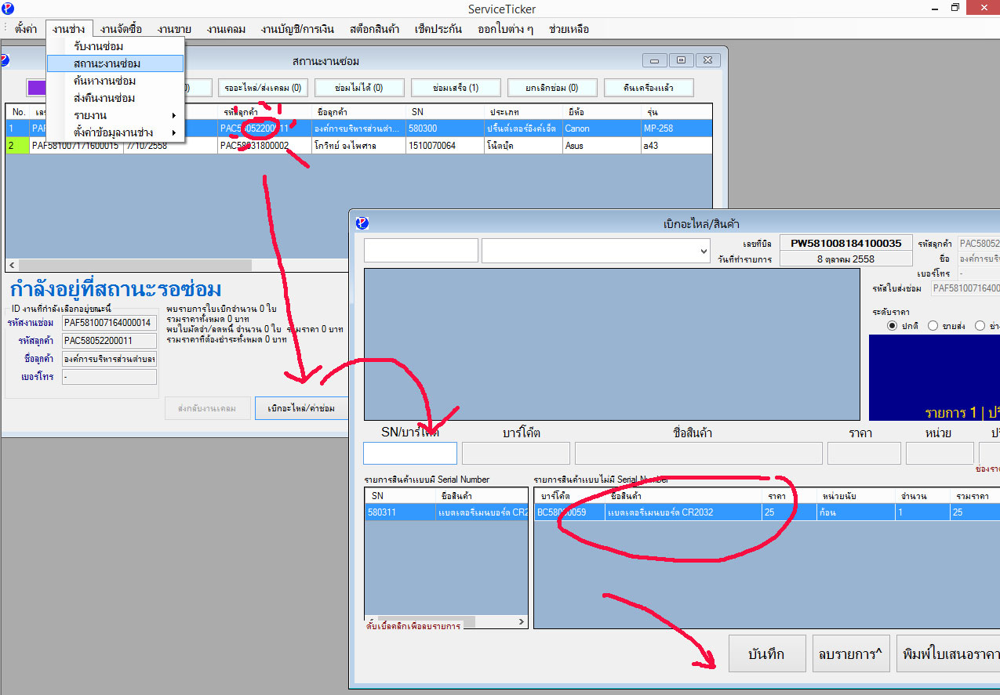 ServiceTicker
ตั้งค่า งานช่าง งานจัดซื้อ งานขาย งานเคลม งานบัญชี/การเงิน สต็อกสินค้า เช็คประกัน ออกใบต่าง ๆ ช่วยเหลือ
รับงานซ่อม
สถานะงานซ่อม
ค้นหางานซ่อม
ส่งคืนงานซ่อม
รายงาน
ตั้งค่าข้อมูลงานช่าง
สถานะงานซ่อม
รออะไหล่/ส่งเคลม (0) ซ่อมไม่ได้ (0) ซ่อมเสร็จ (1) ยกเลิกซ่อม (0) คืนเครื่องแล้ว
No. รหัสลูกค้า ชื่อลูกค้า SN ประเภท ยี่ห้อ รุ่น
1 PAC58052200011 องค์การบริหารส่วนตำ... 580300 ปริ้นต์เตอร์อิงค์เจ็ต Canon MP-258
2 PAF581007171600015 7/10/2558 PAC58031800002 โกวิทย์ จงไพศาล 1510070064 โน๊ตบุ๊ค Asus a43
กำลังอยู่ที่สถานะรอซ่อม
ID งานที่กำลังเลือกอยู่ขณะนี้
รหัสงานซ่อม PAF581007164000014
รหัสลูกค้า PAC58052200011
ชื่อลูกค้า องค์การบริหารส่วนตำบล
เบอร์โทร -
พบรายการใบเบิกจำนวน 0 ใบ
รวมราคาทั้งหมด 0 บาท
พบใบมัดจำ/ลดหนี้ จำนวน 0 ใบ รวมราคา 0 บาท
รวมราคาที่ต้องชำระทั้งหมด 0 บาท
ส่งกลับงานเคลม เบิกอะไหล่/ค่าซ่อม
เบิกอะไหล่/สินค้า
เลขที่บิล PW581008184100035 รหัสลูกค้า PAC58052
วันที่ทำรายการ 8 ตุลาคม 2558 ชื่อ องค์การบริ
เบอร์โทร -
รหัสใบส่งซ่อม PAF5810071640
ระดับราคา
ปกติ ขายส่ง ช่าง
รายการ 1 | ปริ
SN/บาร์โค้ด บาร์โค้ต ชื่อสินค้า ราคา หน่วย
รายการสินค้าแบบมี Serial Number รายการสินค้าแบบไม่มี Serial Number
SN ชื่อสินค้า
580311 แบตเตอรี่เมนบอร์ด CR2
บาร์โค้ต ชื่อสินค้า ราคา หน่วยนับ จำนวน รวมราคา
แบตเตอรี่เมนบอร์ด CR2032 25 ก้อน 1 25
ดับเบิ้ลคลิกเพื่อลบรายการ
บันทึก ลบรายการ^ พิมพ์ใบเสนอราคา